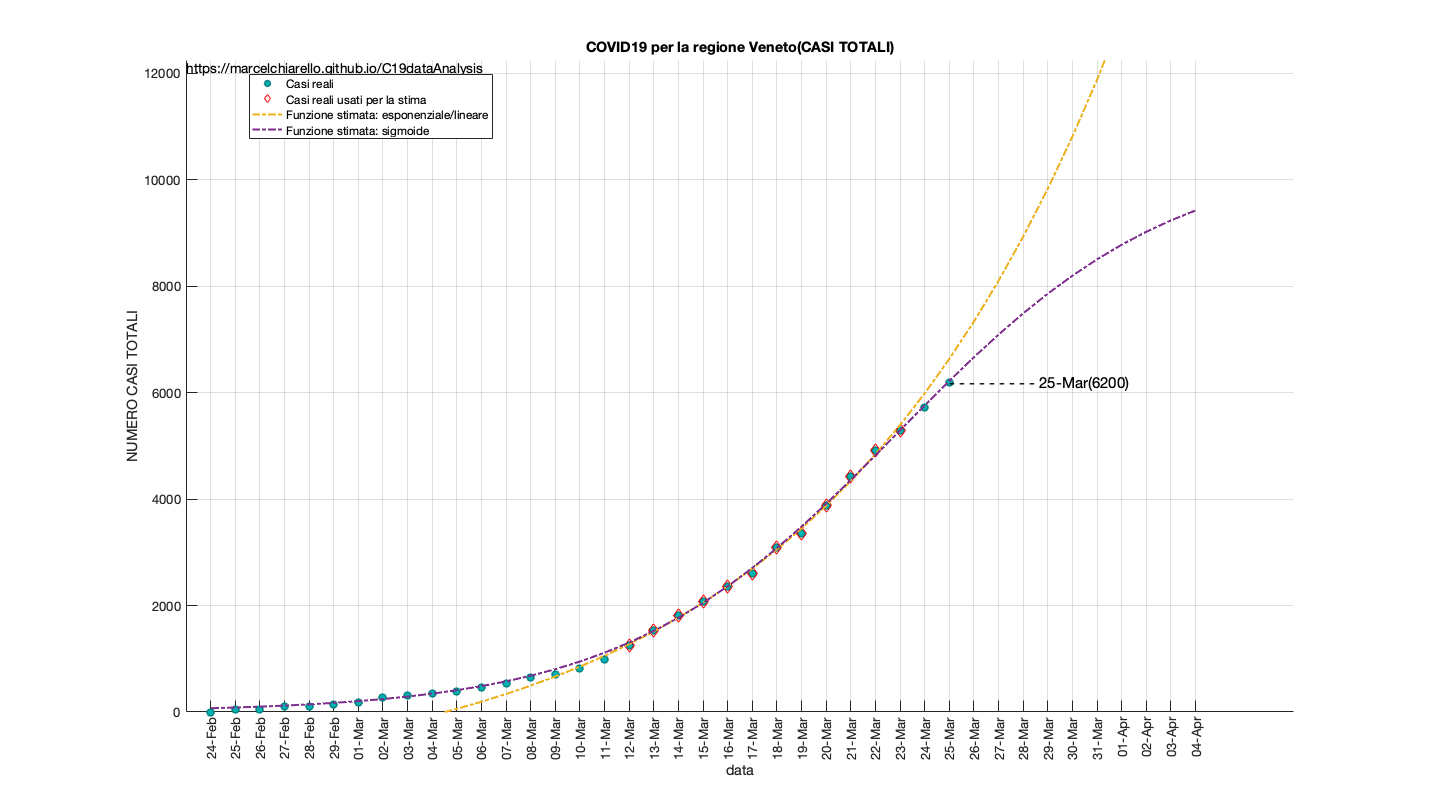 COVID19 per la regione Veneto(CASI TOTALI)
https://marcelchiarello.github.io/C19dataAnalysis
Casi reali
Casi reali usati per la stima
Funzione stimata: esponenziale/lineare
Funzione stimata: sigmoide
12000
10000
8000
6000
4000
2000
0
NUMERO CASI TOTALI
25-Mar(6200)
24-Feb
25-Feb
26-Feb
27-Feb
28-Feb
29-Feb
01-Mar
02-Mar
03-Mar
04-Mar
05-Mar
06-Mar
07-Mar
08-Mar
09-Mar
10-Mar
11-Mar
12-Mar
13-Mar
14-Mar
15-Mar
16-Mar
17-Mar
18-Mar
19-Mar
20-Mar
21-Mar
22-Mar
23-Mar
24-Mar
25-Mar
26-Mar
27-Mar
28-Mar
29-Mar
30-Mar
31-Mar
01-Apr
02-Apr
03-Apr
04-Apr
data